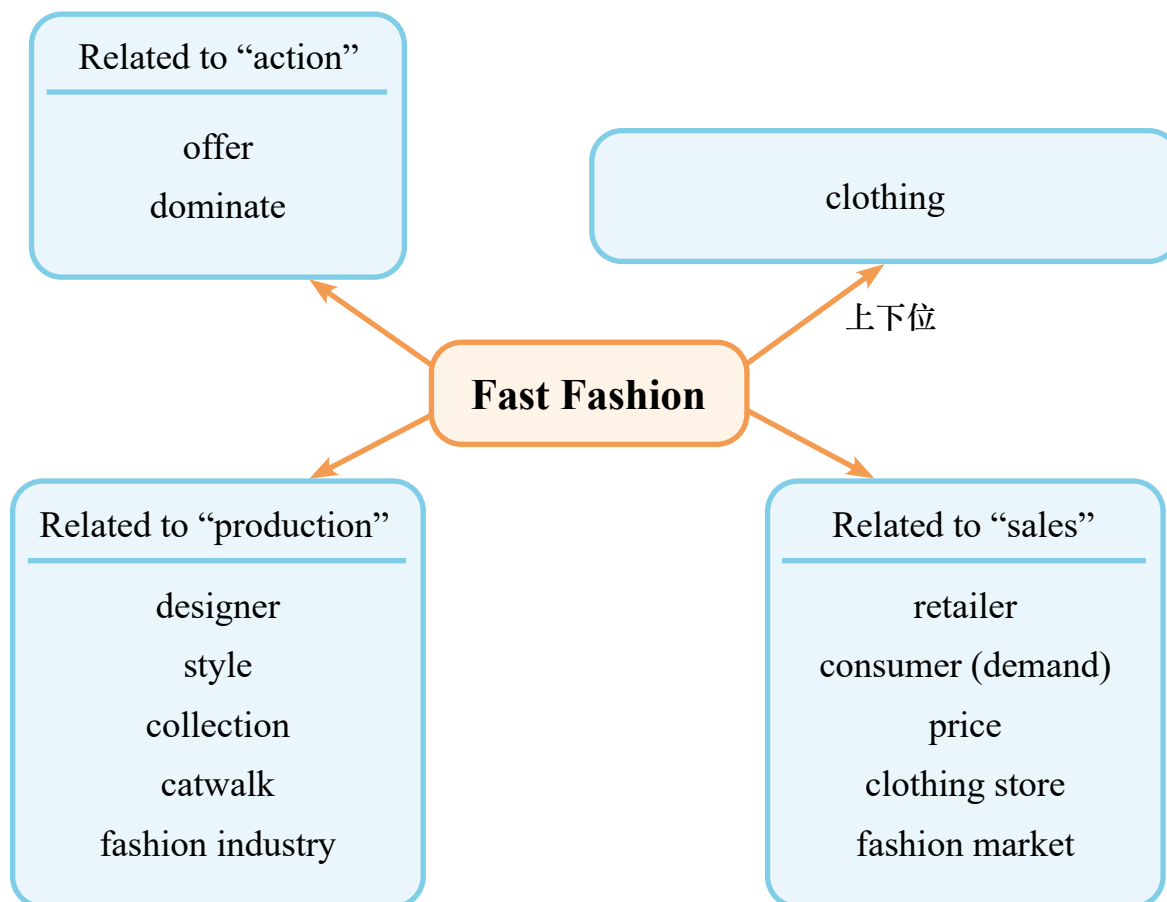 Related to “action”
offer
dominate
clothing
上下位
Fast Fashion
Related to “production”
designer
style
collection
catwalk
fashion industry
Related to “sales”
retailer
consumer (demand)
price
clothing store
fashion market